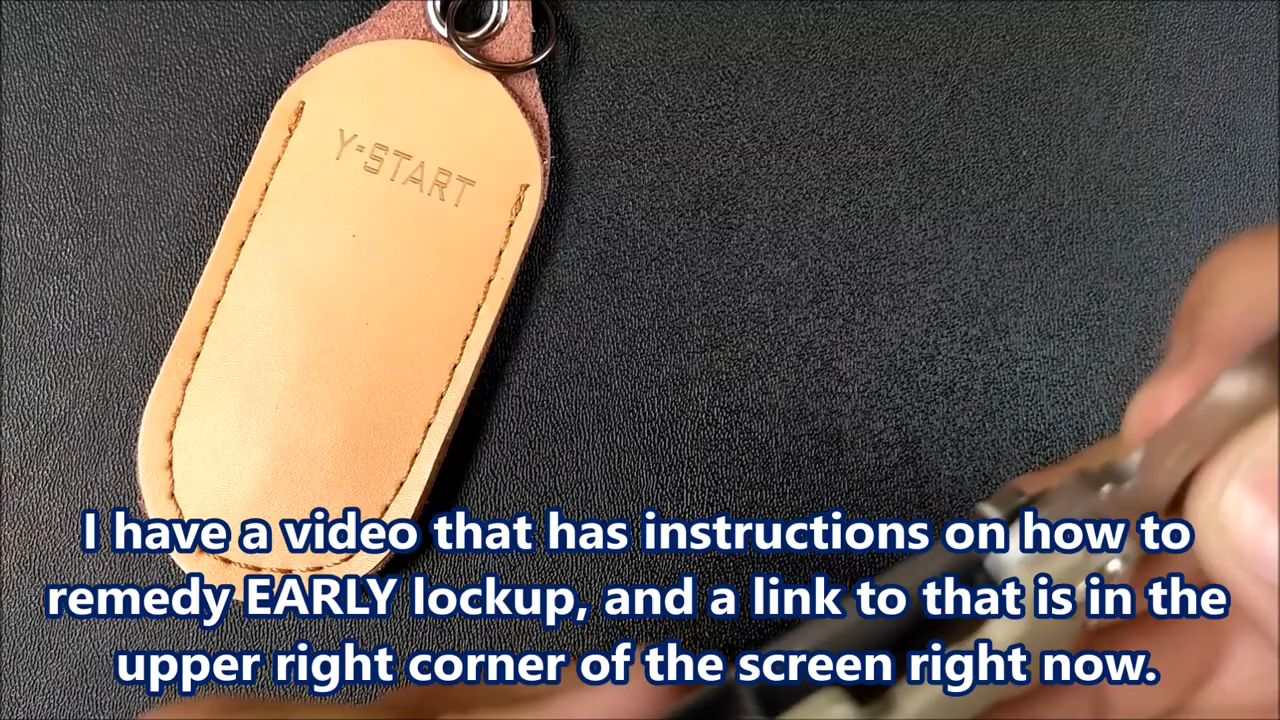 Y-START
I have a video that has instructions on how to
remedy EARLY lockup, and a link to that is in the
upper right corner of the screen right now.